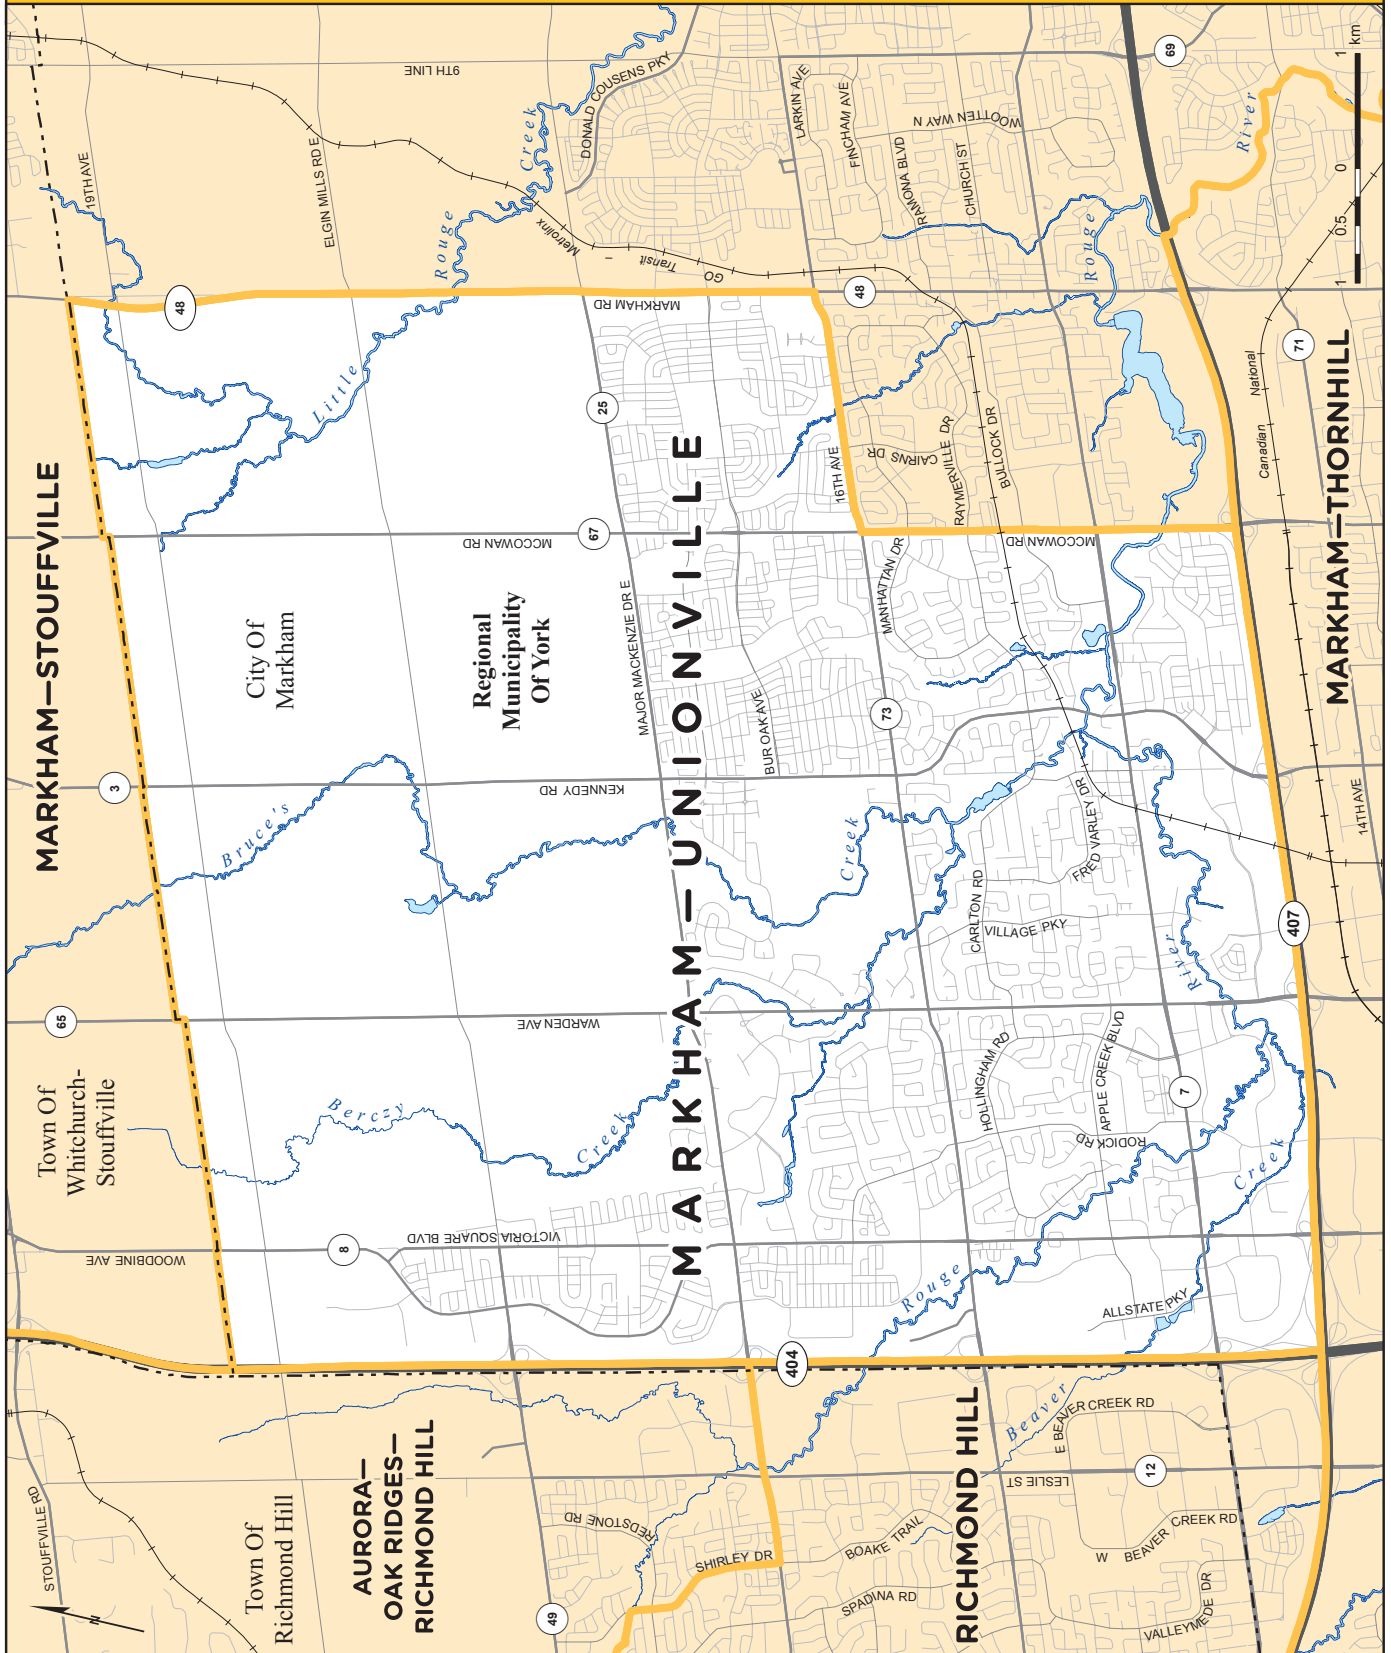 MARKHAM—STOUFFVILLE
MARKHAM—UNIONVILLE
MARKHAM—THORNHILL
RICHMOND HILL
AURORA—
OAK RIDGES—
RICHMOND HILL
Town Of
Whitchurch-
Stouffville
City Of
Markham
Regional
Municipality
Of York
Town Of
Richmond Hill
N
STOUFFVILLE RD
WOODBINE AVE
19TH AVE
ELGIN MILLS RD E
9TH LINE
DONALD COUSENS PKY
LARKIN AVE
FINCHAM AVE
RAMONA BLVD
CHURCH ST
WOOTTEN WAY N
MARKHAM RD
MCCOWAN RD
MCCOWAN RD
MAJOR MACKENZIE DR E
KENNEDY RD
WARDEN AVE
VICTORIA SQUARE BLVD
BUR OAK AVE
16TH AVE
CAIRNS DR
RAYMERVILLE DR
BULLOCK DR
MANHATTAN DR
FRED VARLEY DR
CARLTON RD
VILLAGE PKY
HOLLINGHAM RD
APPLE CREEK BLVD
RODICK RD
ALLSTATE PKY
E BEAVER CREEK RD
W BEAVER CREEK RD
LESLIE ST
REDSTONE RD
SHIRLEY DR
BOAKE TRAIL
SPADINA RD
VALLEYMEDE DR
14TH AVE
Metrolinx
–
GO Transit
Canadian National
Bruce's
Creek
Berczy
Creek
Little
Rouge
Creek
Rouge
River
Rouge
River
Beaver
Creek
3
65
8
48
67
25
73
48
69
71
407
7
404
12
49
1 0.5 0 1
km